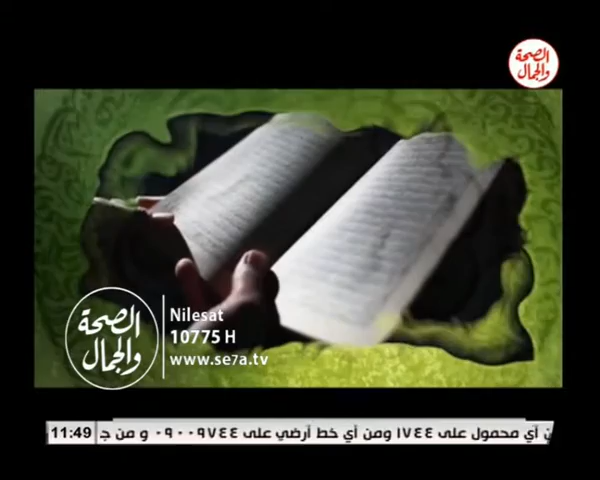 الصحة
والجمال
الصحة
والجمال
Nilesat
10775 H
www.se7a.tv
11:49
ن أي محمول على ١٧٤٤ ومن أي خط أرضي على ٠٩٠٠٩٧٤٤ و من جـ